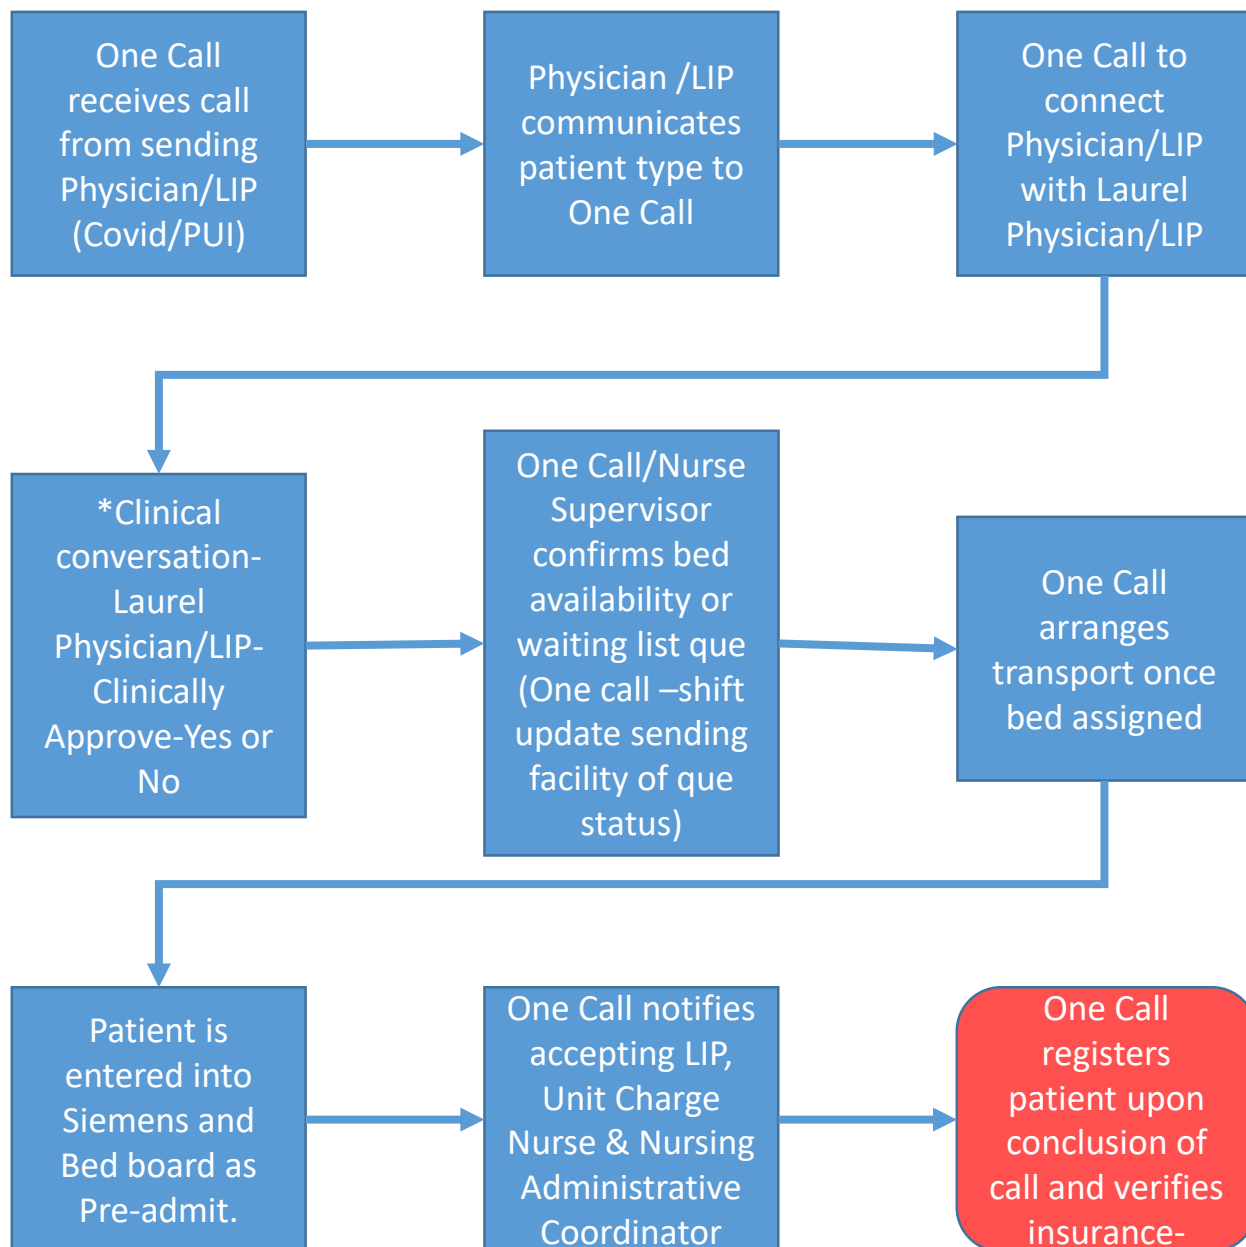 One Call
receives call
from sending
Physician/LIP
(Covid/PUI)
Physician /LIP
communicates
patient type to
One Call
One Call to
connect
Physician/LIP
with Laurel
Physician/LIP
*Clinical
conversation-
Laurel
Physician/LIP-
Clinically
Approve-Yes or
No
One Call/Nurse
Supervisor
confirms bed
availability or
waiting list que
(One call –shift
update sending
facility of que
status)
One Call
arranges
transport once
bed assigned
Patient is
entered into
Siemens and
Bed board as
Pre-admit.
One Call notifies
accepting LIP,
Unit Charge
Nurse & Nursing
Administrative
Coordinator
One Call
registers
patient upon
conclusion of
call and verifies
insurance-